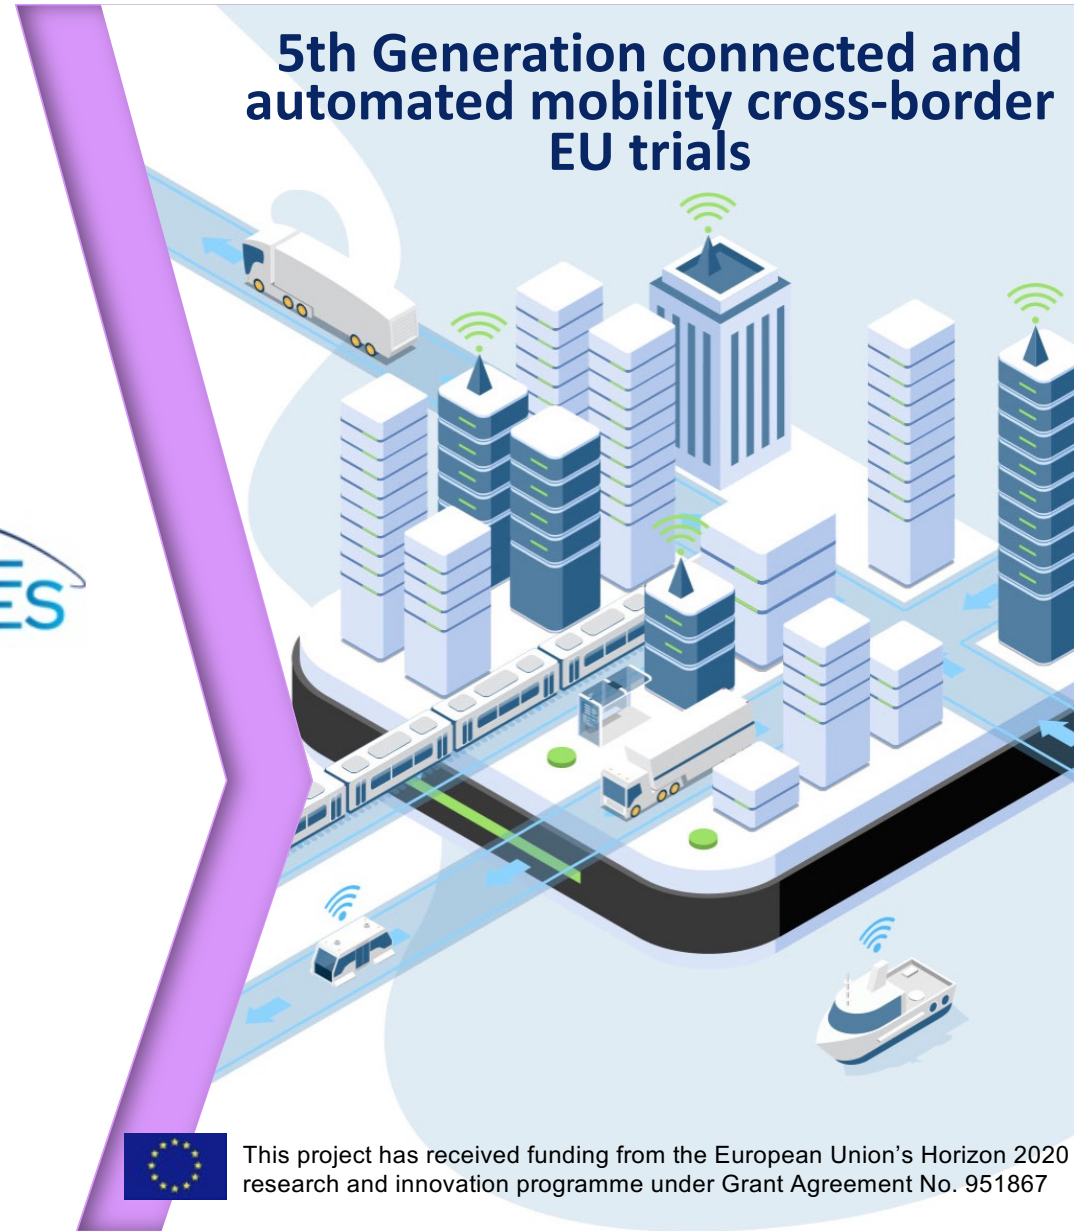 5th Generation connected and
automated mobility cross-border
EU trials
ES
This project has received funding from the European Union’s Horizon 2020
research and innovation programme under Grant Agreement No. 951867